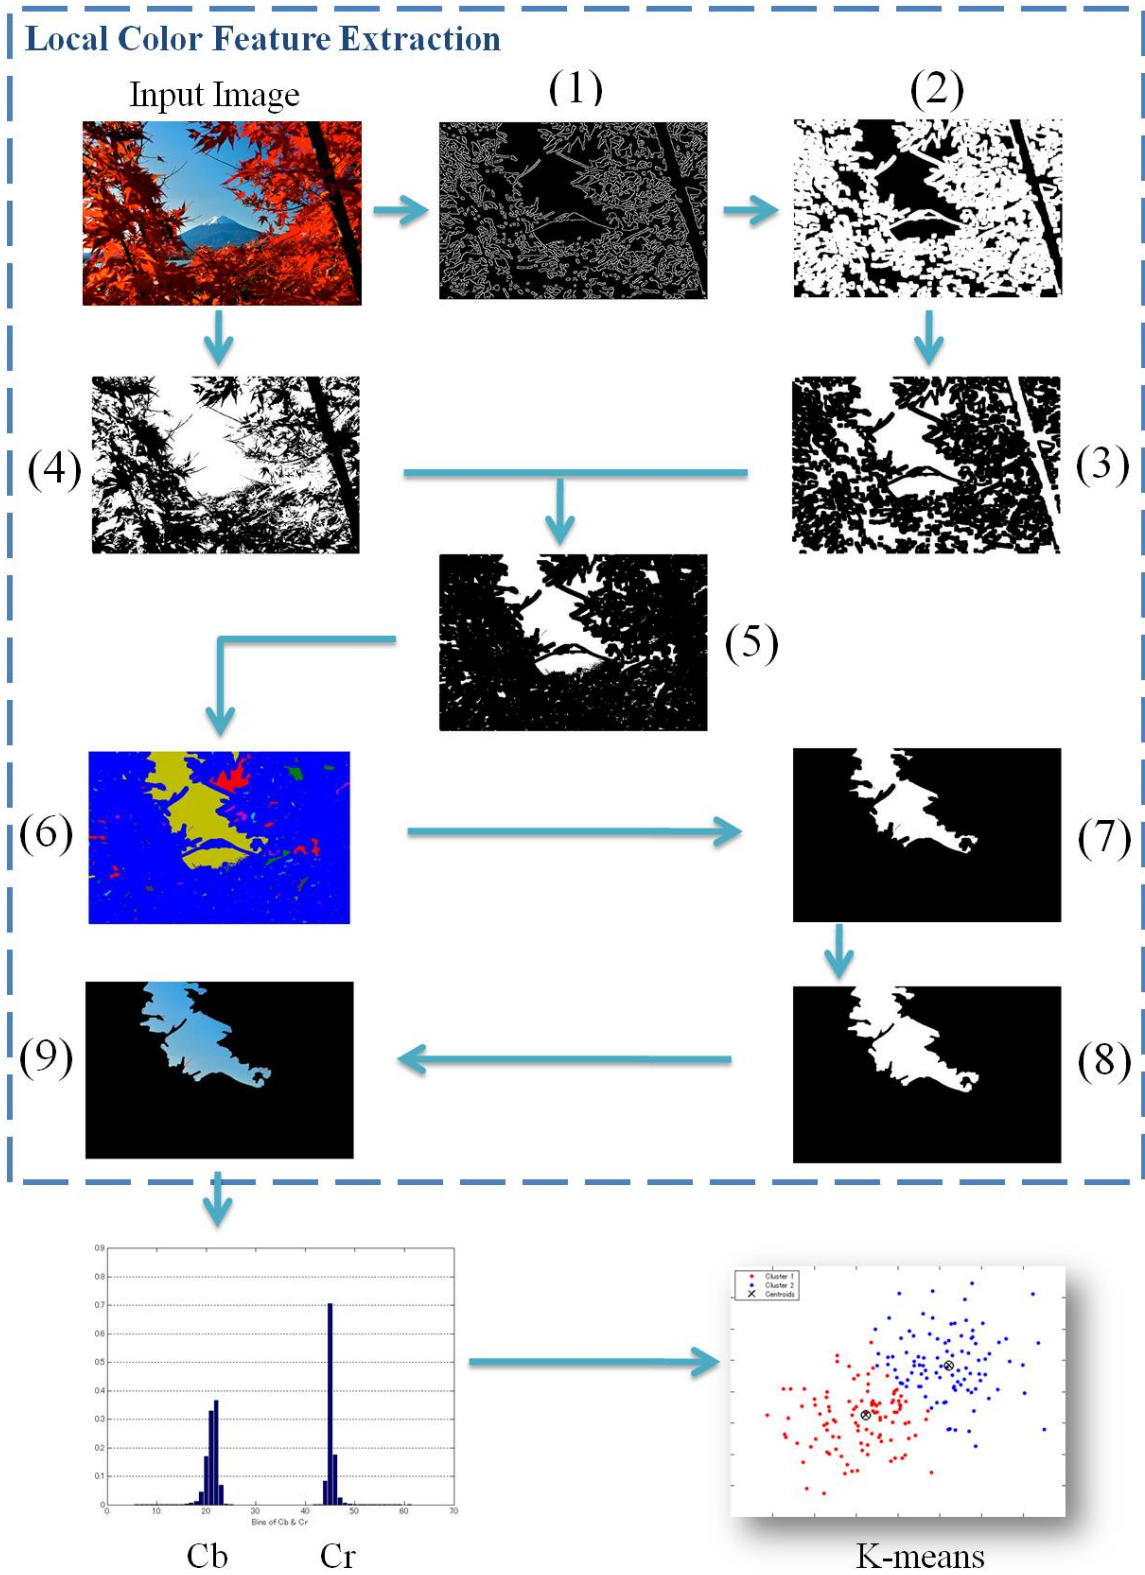 Local Color Feature Extraction
Input Image
(1)
(2)
(4)
(3)
(5)
(6)
(7)
(9)
(8)
0.9
0.8
0.7
0.6
0.5
0.4
0.3
0.2
0.1
0
0 10 20 30 40 50 60 70
Bins of Cb & Cr
Cb Cr
Cluster 1
Cluster 2
Centroids
K-means